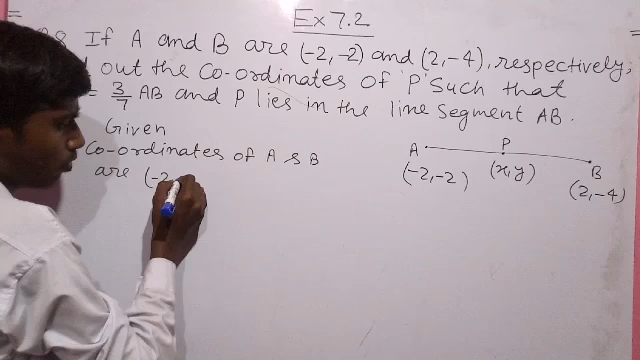 Ex 7.2
Q8. If A and B are (-2,-2) and (2,-4), respectively,
out the Co-ordinates of 'P' Such that
= 3/7 AB and P lies in the line segment AB.
Given
Co-ordinates of A & B
are (-2
A P B
(-2,-2) (x,y)
(2,-4)